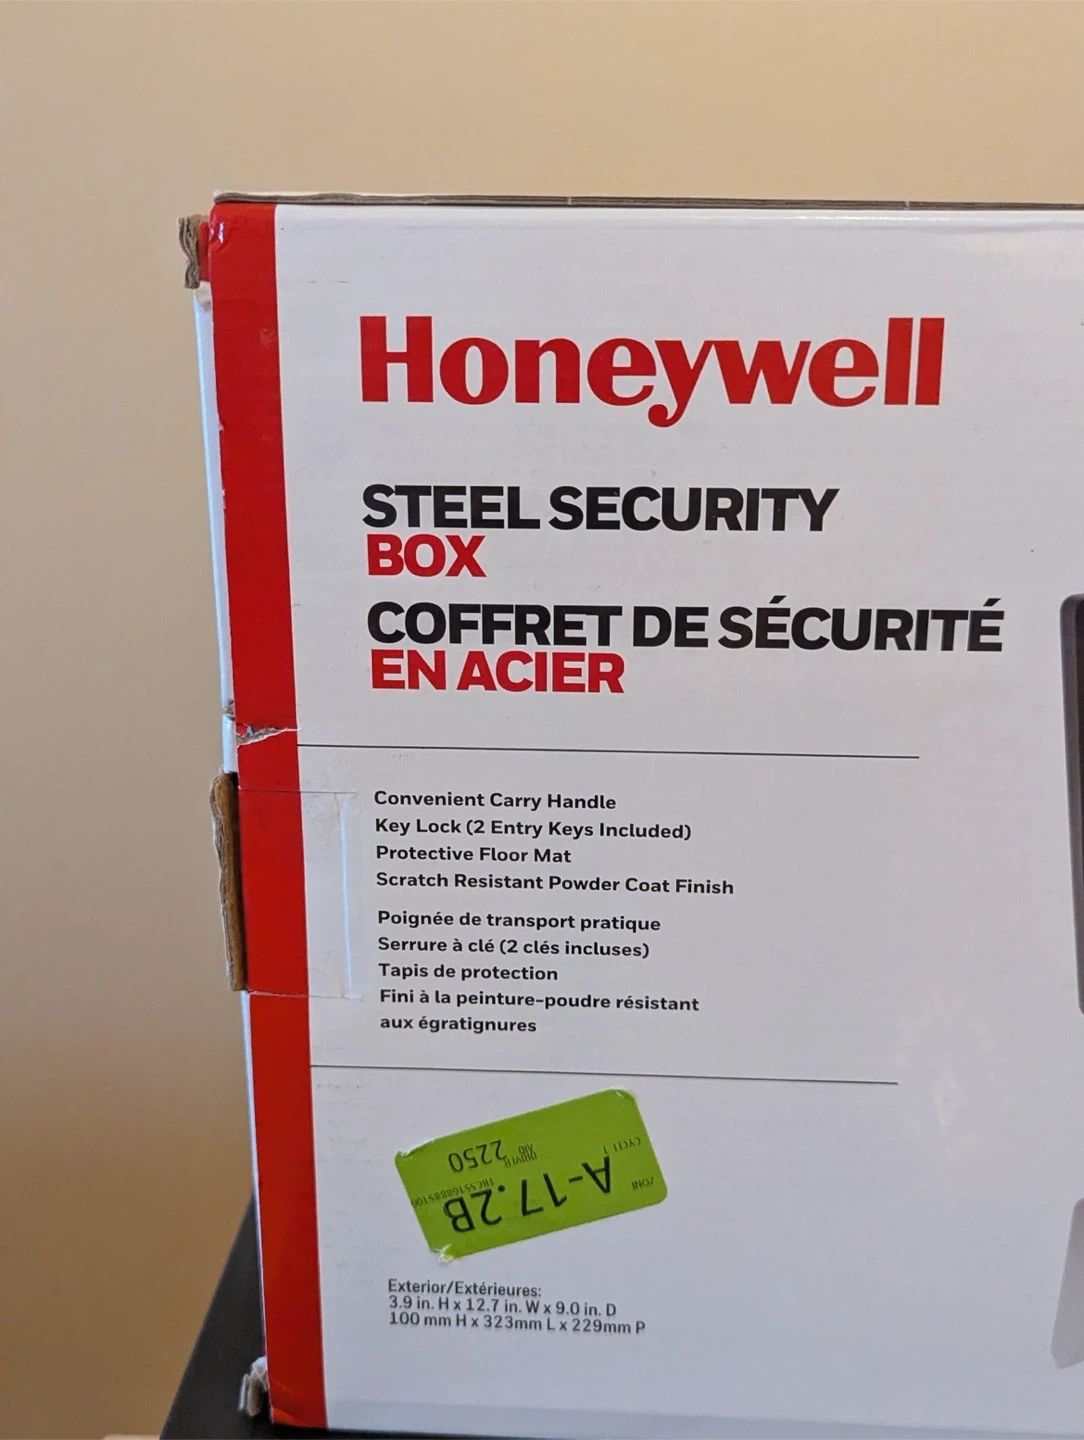 Honeywell
STEEL SECURITY
BOX
COFFRET DE SÉCURITÉ
EN ACIER
Convenient Carry Handle
Key Lock (2 Entry Keys Included)
Protective Floor Mat
Scratch Resistant Powder Coat Finish
Poignée de transport pratique
Serrure à clé (2 clés incluses)
Tapis de protection
Fini à la peinture-poudre résistant
aux égratignures
ZONE
A-17.2B
CYCLE 1
2250
Exterior/Extérieures:
3.9 in. H x 12.7 in. W x 9.0 in. D
100 mm H x 323mm L x 229mm P